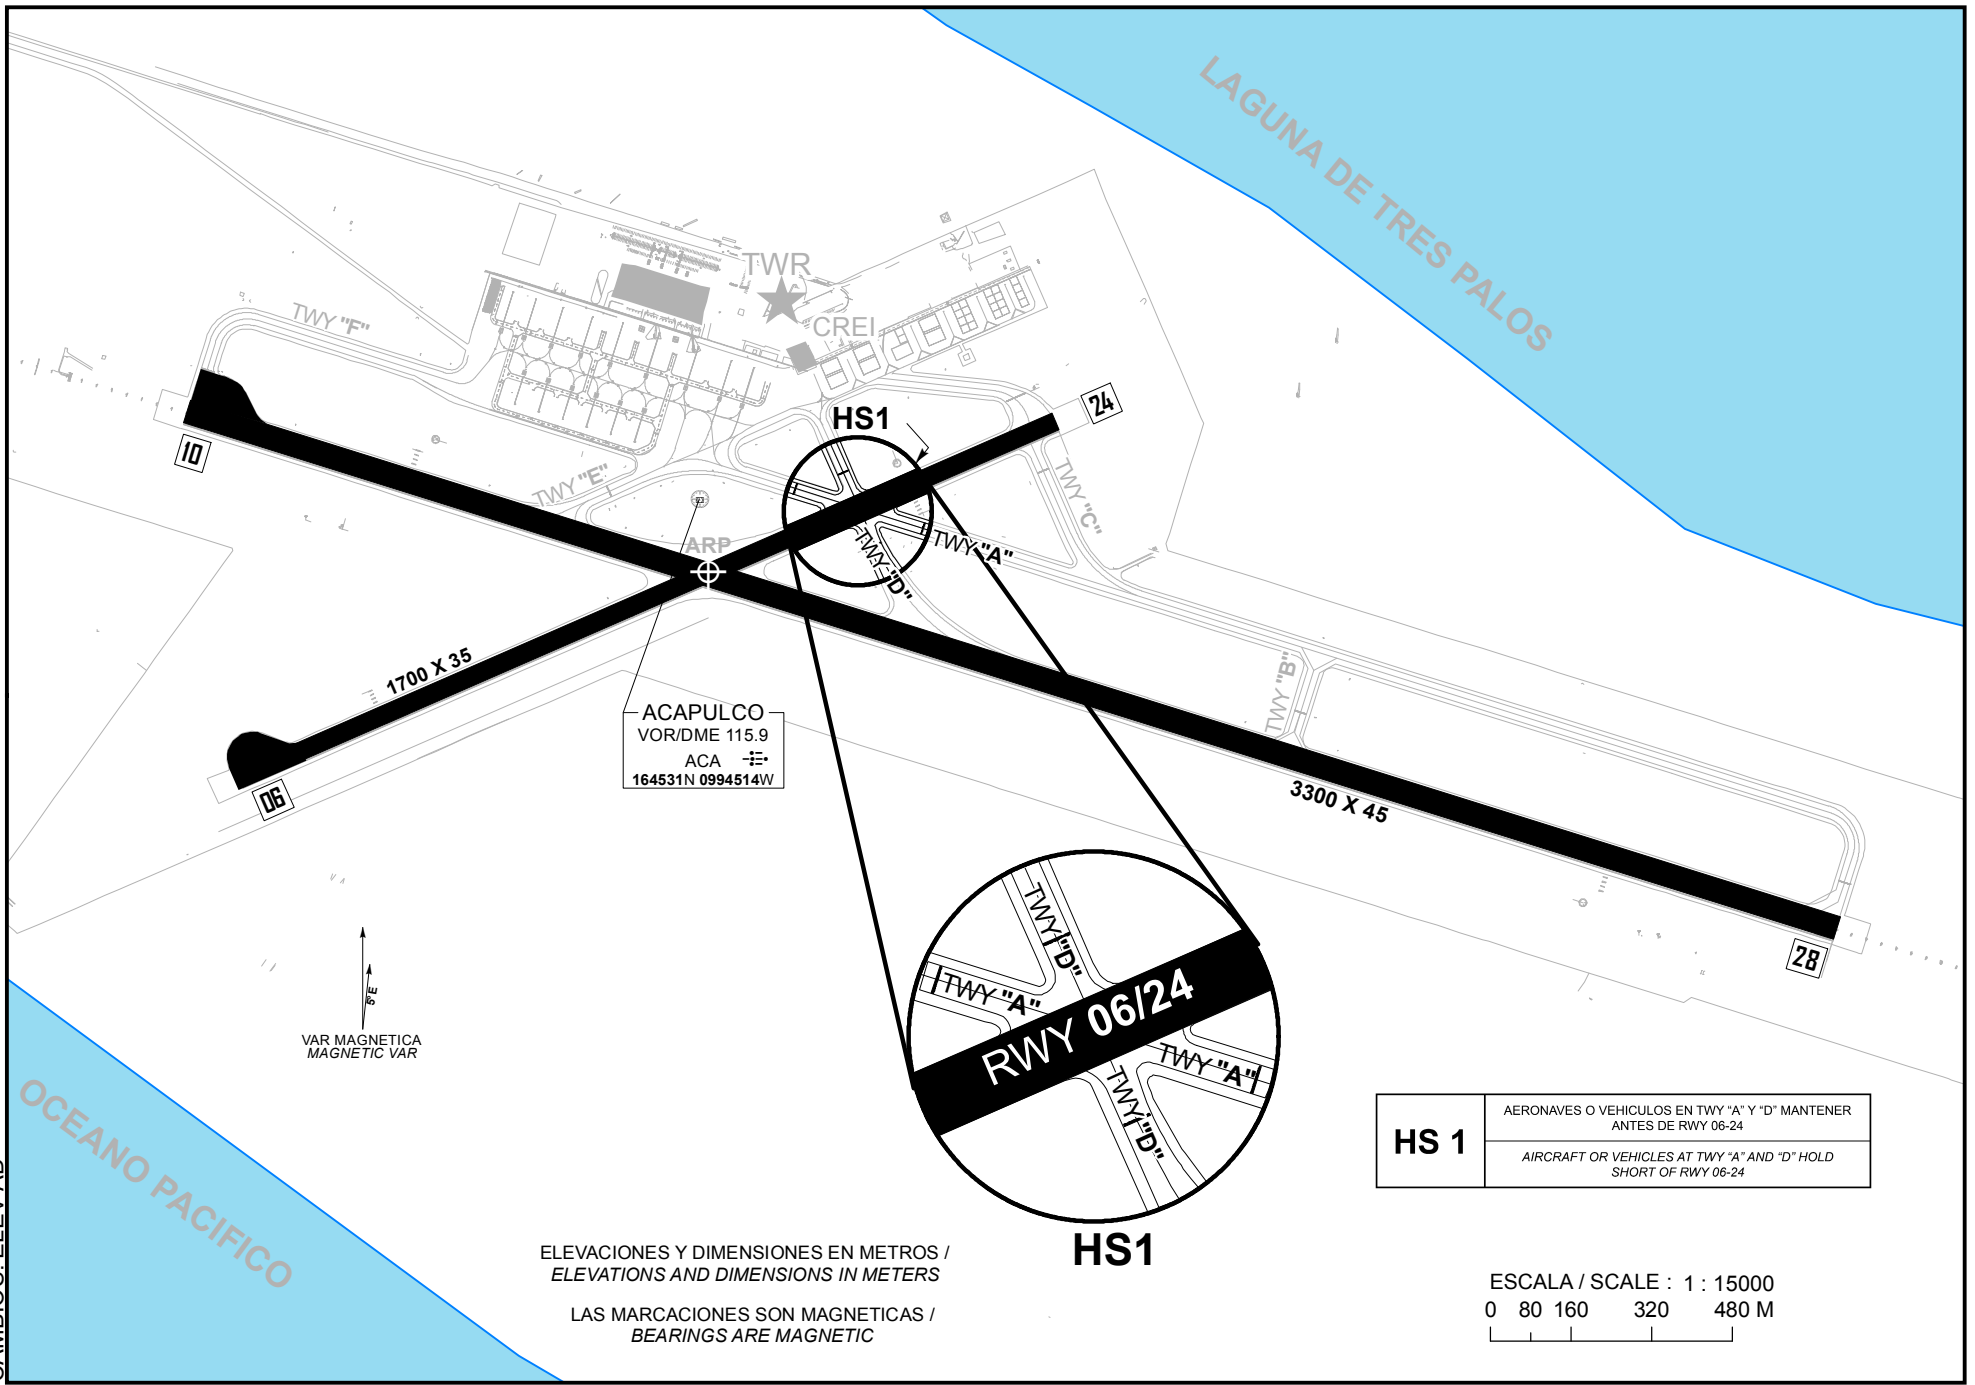 LAGUNA DE TRES PALOS
TWR
CREI
TWY "F"
24
HS1
10
TWY "E"
TWY "C"
ARP
TWY "A"
TWY "D"
1700 X 35
TWY "B"
ACAPULCO
VOR/DME 115.9
ACA
164531N 0994514W
06
3300 X 45
28
5°E
VAR MAGNETICA
MAGNETIC VAR
TWY "D"
TWY "A"
RWY 06/24
TWY "A"
TWY "D"
HS1
OCEANO PACIFICO
HS 1
AERONAVES O VEHICULOS EN TWY “A” Y “D” MANTENER
ANTES DE RWY 06-24
AIRCRAFT OR VEHICLES AT TWY “A” AND “D” HOLD
SHORT OF RWY 06-24
ELEVACIONES Y DIMENSIONES EN METROS /
ELEVATIONS AND DIMENSIONS IN METERS
LAS MARCACIONES SON MAGNETICAS /
BEARINGS ARE MAGNETIC
ESCALA / SCALE : 1 : 15000
0 80 160 320 480 M